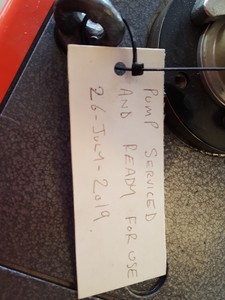 PUMP SERVICED
AND READY FOR USE
26-JULY-2019.